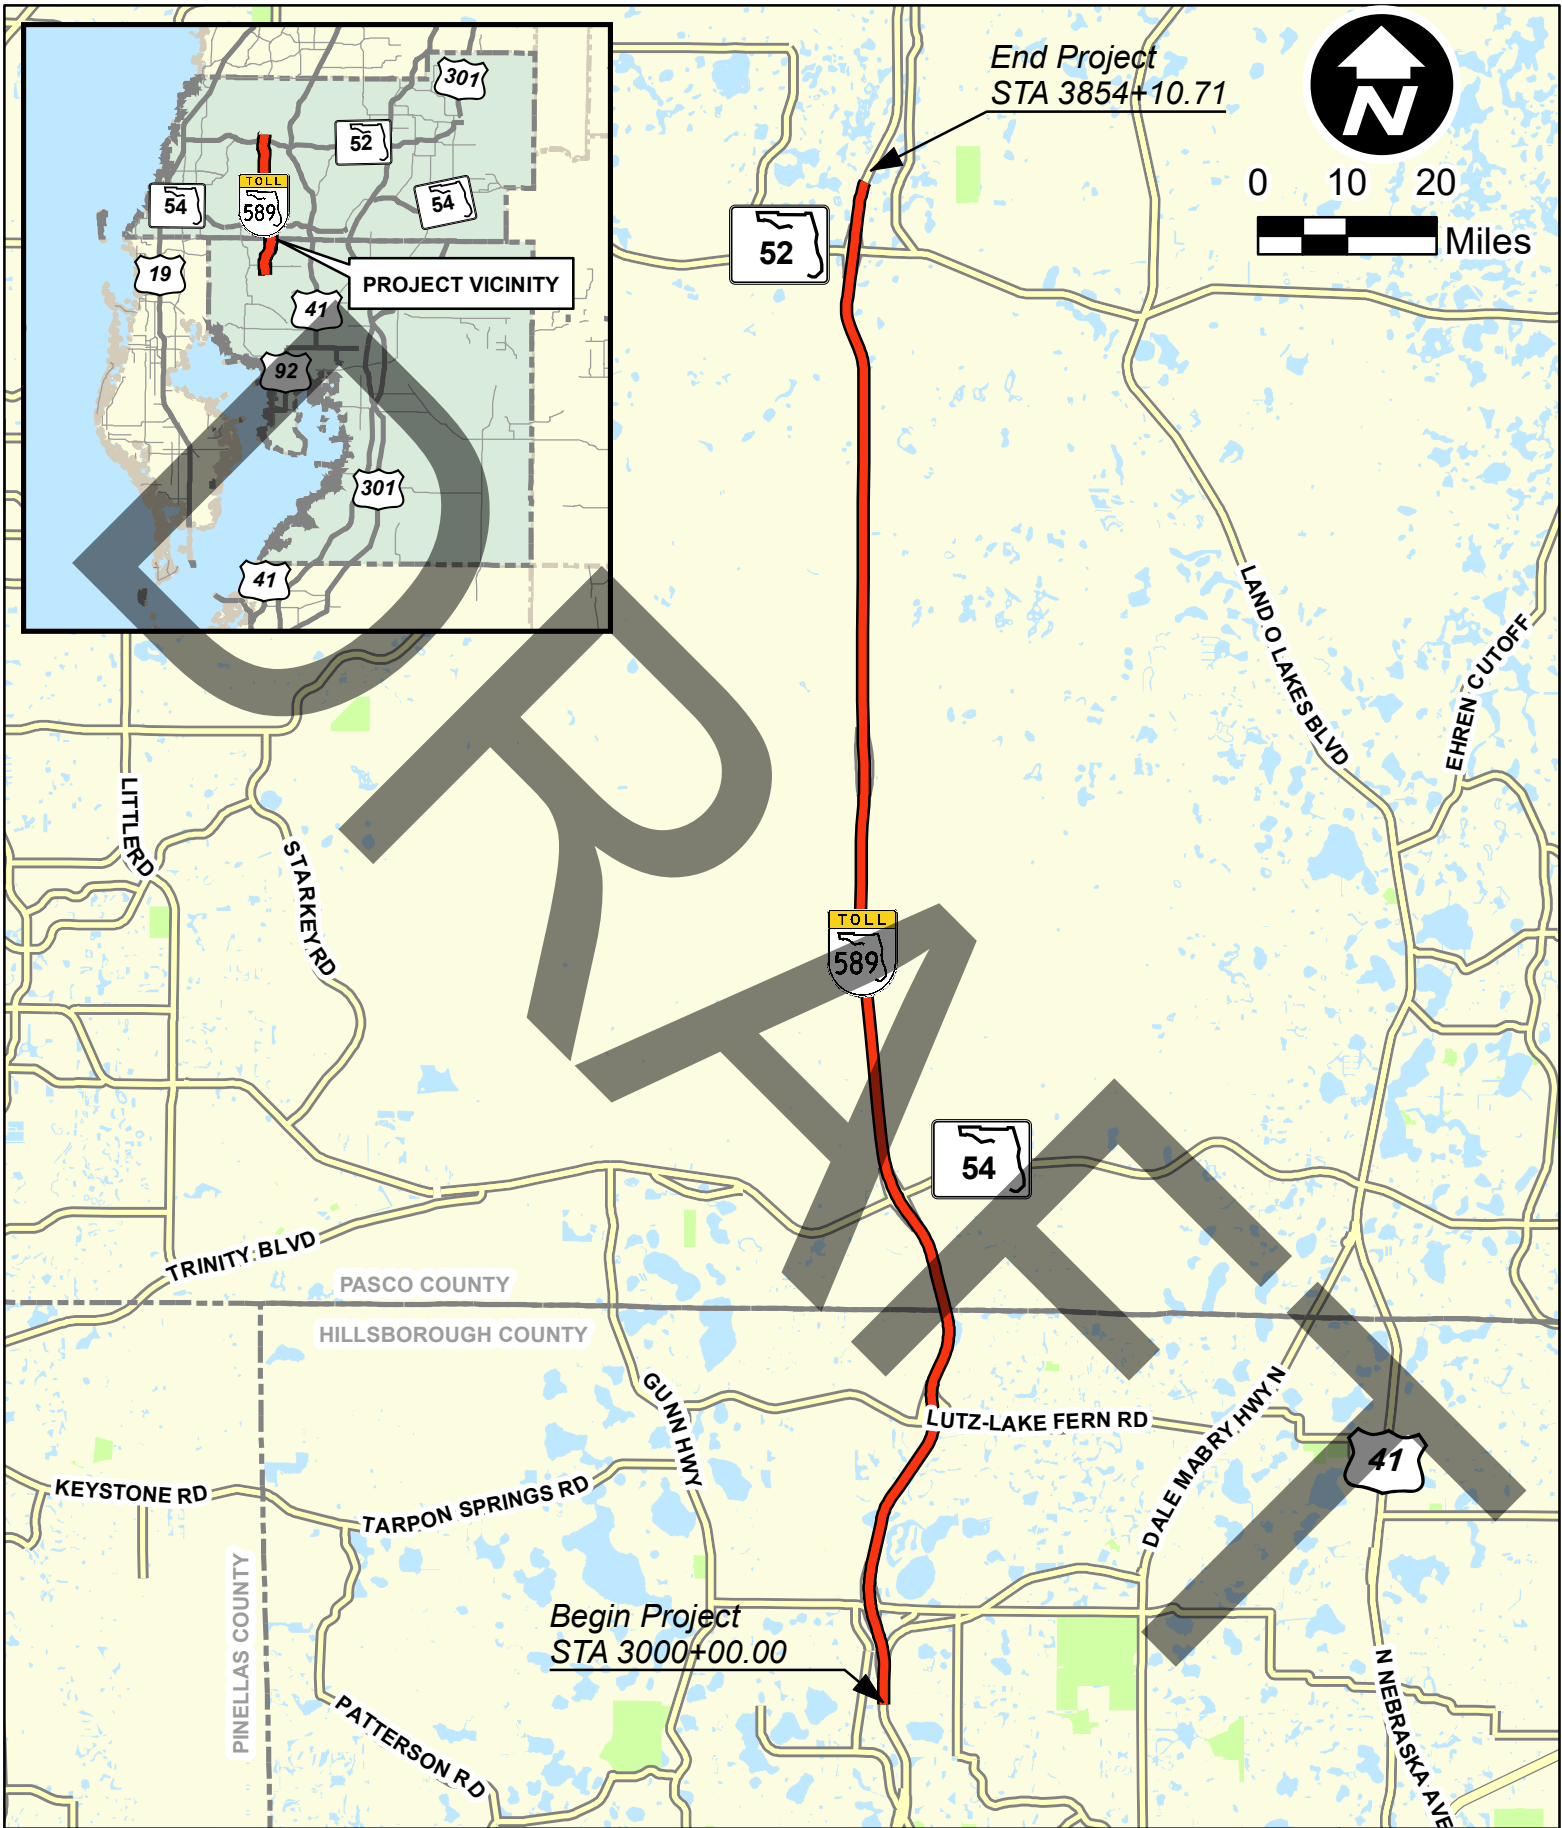 End Project
STA 3854+10.71
N
0 10 20
Miles
301
52
54
TOLL
589
54
19
PROJECT VICINITY
41
92
301
41
52
LAND O LAKES BLVD
EHREN CUTOFF
LITTLE RD
STARKEY RD
TOLL
589
54
TRINITY BLVD
PASCO COUNTY
HILLSBOROUGH COUNTY
GUNN HWY
LUTZ-LAKE FERN RD
DALE MABRY HWY N
41
KEYSTONE RD
TARPON SPRINGS RD
PINELLAS COUNTY
Begin Project
STA 3000+00.00
PATTERSON RD
N NEBRASKA AVE
DRAFT